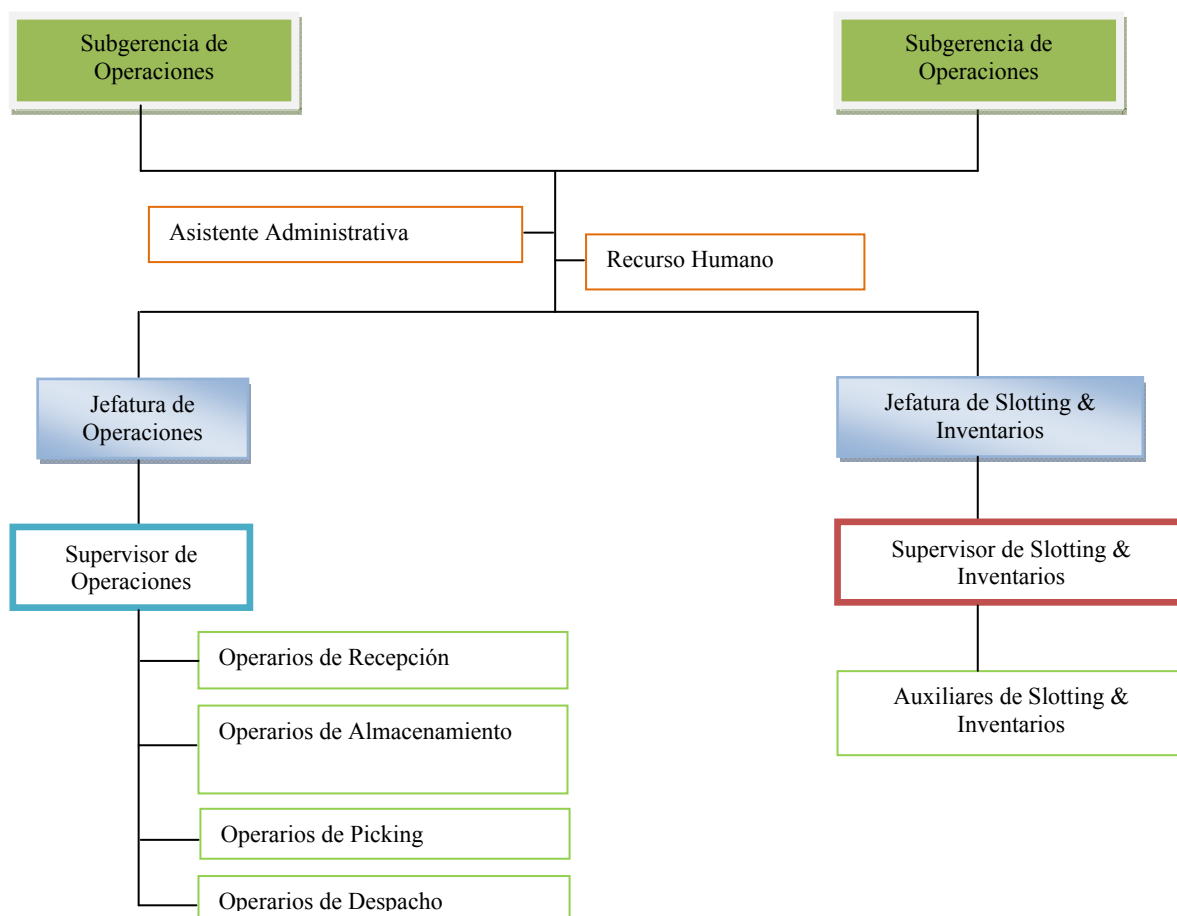 Subgerencia de
Operaciones
Subgerencia de
Operaciones
Asistente Administrativa
Recurso Humano
Jefatura de
Operaciones
Jefatura de Slotting &
Inventarios
Supervisor de
Operaciones
Supervisor de Slotting &
Inventarios
Operarios de Recepción
Operarios de Almacenamiento
Operarios de Picking
Operarios de Despacho
Auxiliares de Slotting &
Inventarios